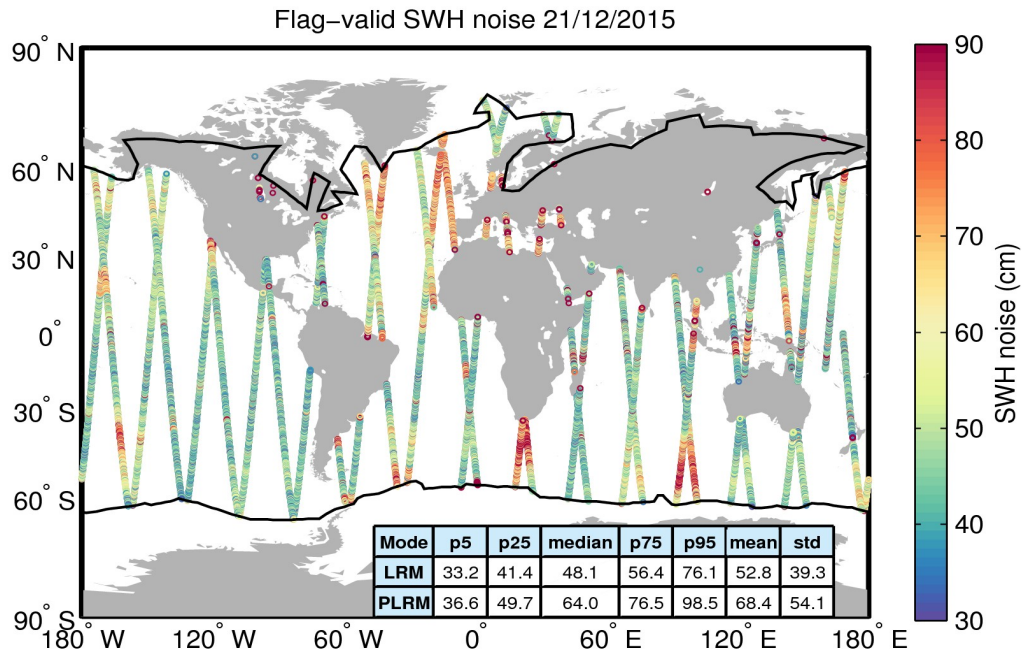 Flag−valid SWH noise 21/12/2015
90° N
60° N
30° N
0°
30° S
60° S
90° S
180° W
120° W
60° W
0°
60° E
120° E
180° E
90
80
70
60
50
40
30
SWH noise (cm)
Mode p5 p25 median p75 p95 mean std
LRM 33.2 41.4 48.1 56.4 76.1 52.8 39.3
PLRM 36.6 49.7 64.0 76.5 98.5 68.4 54.1